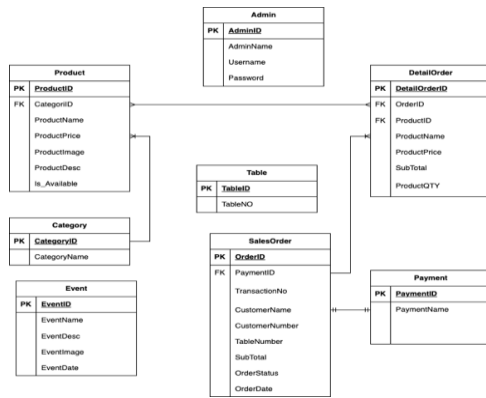 Admin
PK AdminID
AdminName
Username
Password
Product
PK ProductID
FK CategoriID
ProductName
ProductPrice
ProductImage
ProductDesc
Is_Available
DetailOrder
PK DetailOrderID
FK OrderID
FK ProductID
ProductName
ProductPrice
SubTotal
ProductQTY
Table
PK TableID
TableNO
Category
PK CategoryID
CategoryName
SalesOrder
PK OrderID
FK PaymentID
TransactionNo
CustomerName
CustomerNumber
TableNumber
SubTotal
OrderStatus
OrderDate
Payment
PK PaymentID
PaymentName
Event
PK EventID
EventName
EventDesc
EventImage
EventDate